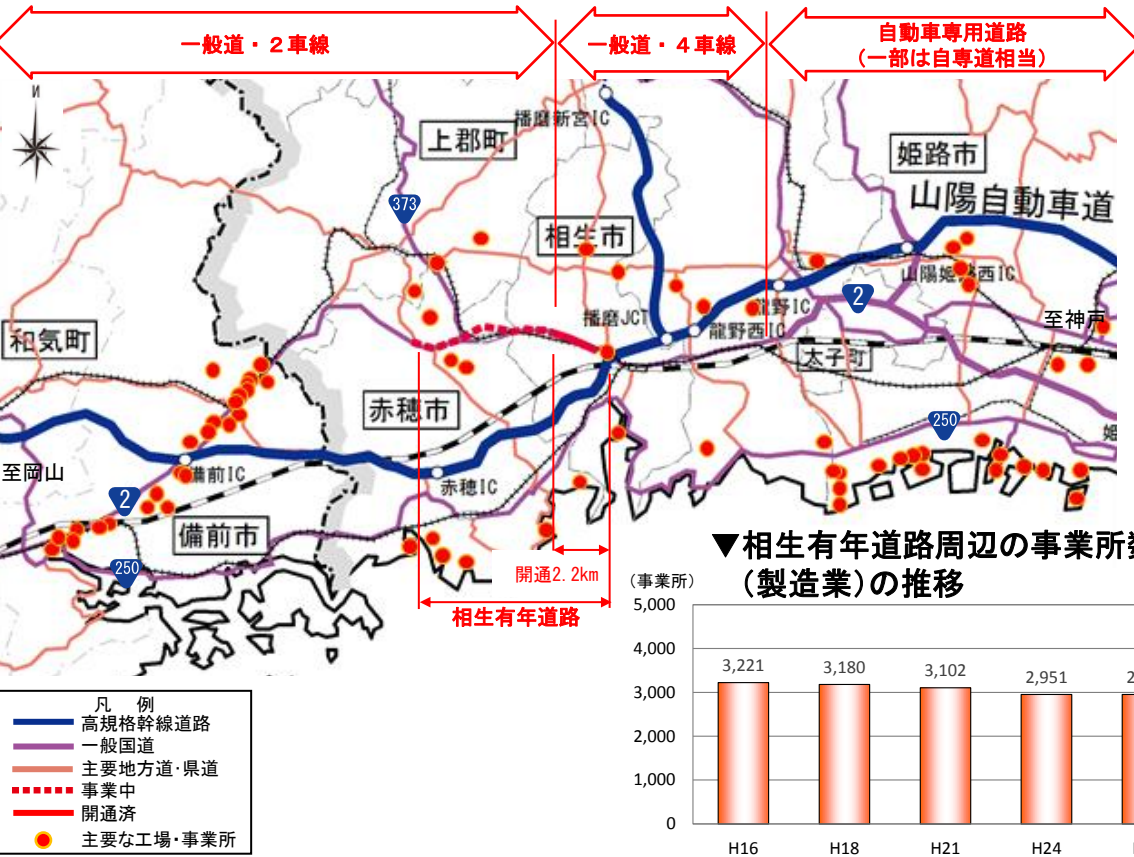 一般道・2車線
一般道・4車線
自動車専用道路
(一部は自専道相当)
N
上郡町
播磨新宮IC
姫路市
山陽自動車道
373
相生市
山陽姫路西IC
2
龍野IC
至神戸
和気町
播磨JCT
龍野西IC
太子町
赤穂市
250
姫
至岡山
備前IC
赤穂IC
2
備前市
250
開通2.2km
相生有年道路
▼相生有年道路周辺の事業所数
(製造業)の推移
(事業所)
5,000
4,000
3,000
2,000
1,000
0
3,221
3,180
3,102
2,951
H16
H18
H21
H24
凡 例
高規格幹線道路
一般国道
主要地方道・県道
事業中
開通済
主要な工場・事業所